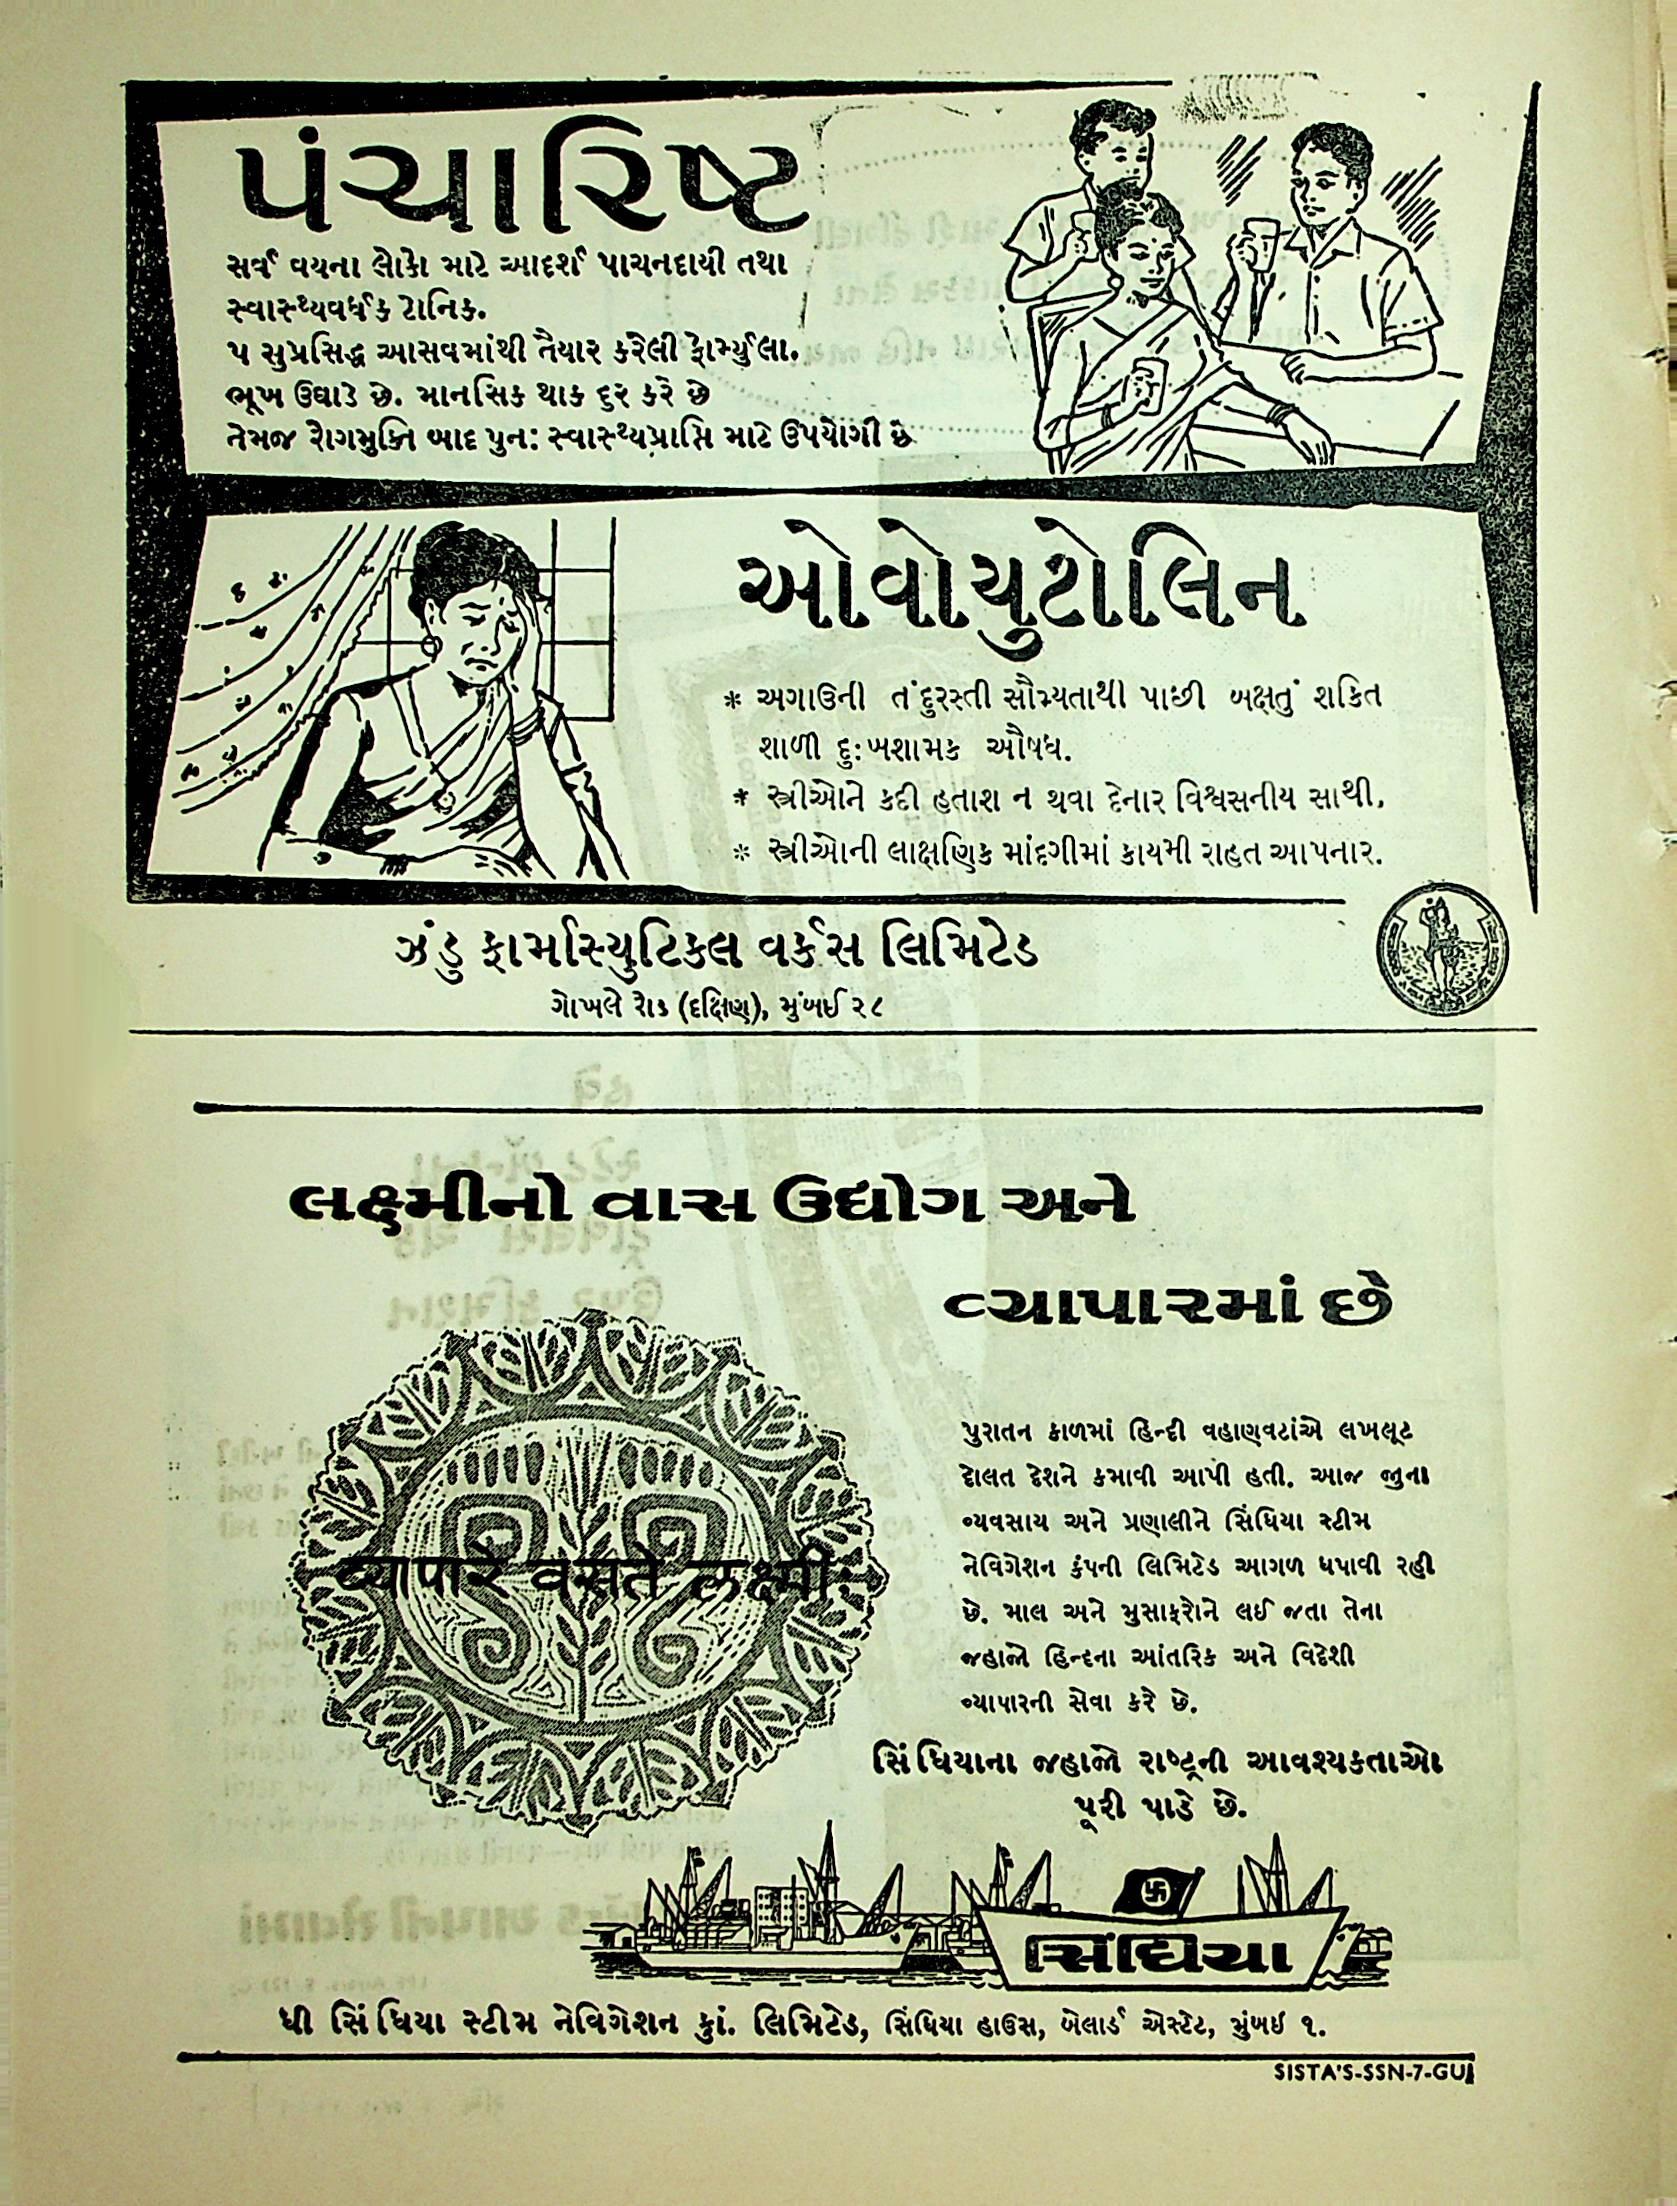 પંચારિષ્ટ
સર્વ વયના લોકો માટે આદર્શ પાચનદાયી તથા
સ્વાસ્થ્યવર્ધક ટોનિક.
૫ સુપ્રસિદ્ધ આસવમાંથી તૈયાર કરેલી ફોર્મ્યુલા.
ભૂખ ઉઘાડે છે. માનસિક થાક દુર કરે છે
તેમજ રોગમુક્તિ બાદ પુન: સ્વાસ્થ્યપ્રાપ્તિ માટે ઉપયોગી છે
ઓવોયુટોલિન
* અગાઉની તંદુરસ્તી સૌમ્યતાથી પાછી બક્ષતું શકિત
શાળી દુ:ખશામક ઔષધ.
* સ્ત્રીઓને કદી હતાશ ન થવા દેનાર વિશ્વસનીય સાથી.
* સ્ત્રીઓની લાક્ષણિક માંદગીમાં કાયમી રાહત આપનાર.
ઝંડુ ફાર્માસ્યુટિકલ વર્કસ લિમિટેડ
ગોખલે રોડ (દક્ષિણ), મુંબઈ ૨૮
લક્ષ્મીનો વાસ ઉદ્યોગ અને
વ્યાપારમાં છે
પુરાતન કાળમાં હિન્દી વહાણવટાંએ લખલૂટ
દોલત દેશને કમાવી આપી હતી. આજ જુના
વ્યવસાય અને પ્રણાલીને સિંધિયા સ્ટીમ
નેવિગેશન કંપની લિમિટેડ આગળ ધપાવી રહી
છે. માલ અને મુસાફરોને લઈ જતા તેના
જહાજો હિન્દના આંતરિક અને વિદેશી
વ્યાપારની સેવા કરે છે.
व्यापारे वसते लक्ष्मी:
સિંધિયાના જહાજો રાષ્ટ્રની આવશ્યકતાઓ
પૂરી પાડે છે.
સિંધિયા
ધી સિંધિયા સ્ટીમ નેવિગેશન કું. લિમિટેડ, સિંધિયા હાઉસ, બેલાર્ડ એસ્ટેટ, મુંબઇ ૧.
SISTA'S-SSN-7-GUJ